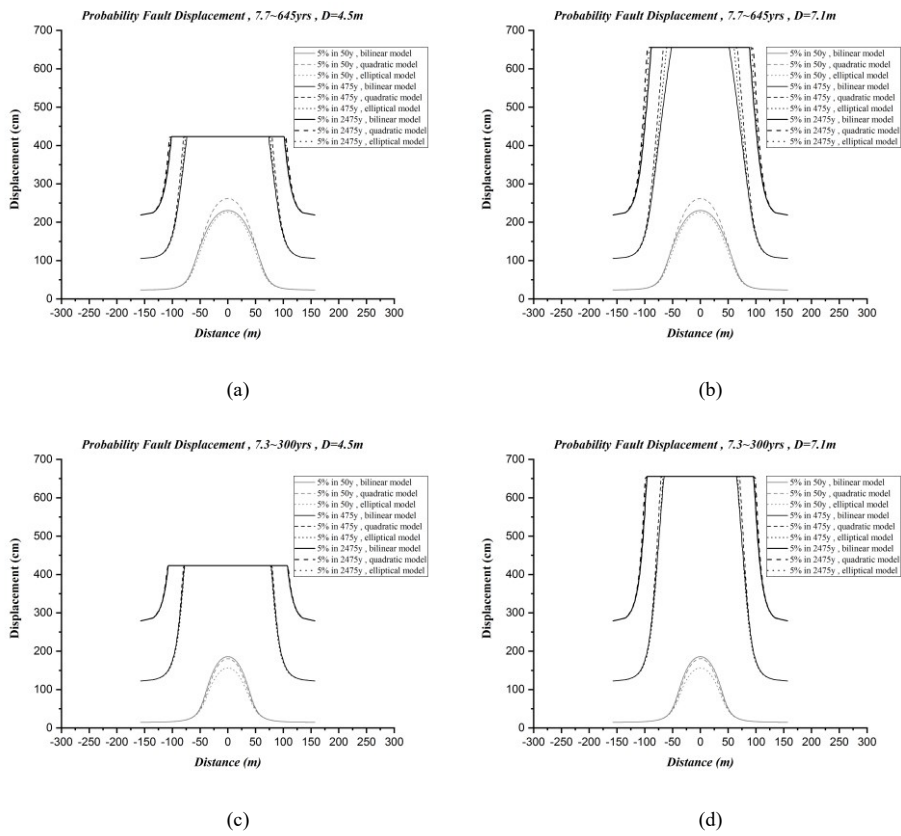 Probability Fault Displacement , 7.7~645yrs , D=4.5m
5% in 50y , bilinear model
5% in 50y , quadratic model
5% in 50y , elliptical model
5% in 475y , bilinear model
5% in 475y , quadratic model
5% in 475y , elliptical model
5% in 2475y , bilinear model
5% in 2475y , quadratic model
5% in 2475y , elliptical model
Displacement (cm)
700
600
500
400
300
200
100
0
-300 -250 -200 -150 -100 -50 0 50 100 150 200 250 300
Distance (m)
(a)
Probability Fault Displacement , 7.7~645yrs , D=7.1m
5% in 50y , bilinear model
5% in 50y , quadratic model
5% in 50y , elliptical model
5% in 475y , bilinear model
5% in 475y , quadratic model
5% in 475y , elliptical model
5% in 2475y , bilinear model
5% in 2475y , quadratic model
5% in 2475y , elliptical model
Displacement (cm)
700
600
500
400
300
200
100
0
-300 -250 -200 -150 -100 -50 0 50 100 150 200 250 300
Distance (m)
(b)
Probability Fault Displacement , 7.3~300yrs , D=4.5m
5% in 50y , bilinear model
5% in 50y , quadratic model
5% in 50y , elliptical model
5% in 475y , bilinear model
5% in 475y , quadratic model
5% in 475y , elliptical model
5% in 2475y , bilinear model
5% in 2475y , quadratic model
5% in 2475y , elliptical model
Displacement (cm)
700
600
500
400
300
200
100
0
-300 -250 -200 -150 -100 -50 0 50 100 150 200 250 300
Distance (m)
(c)
Probability Fault Displacement , 7.3~300yrs , D=7.1m
5% in 50y , bilinear model
5% in 50y , quadratic model
5% in 50y , elliptical model
5% in 475y , bilinear model
5% in 475y , quadratic model
5% in 475y , elliptical model
5% in 2475y , bilinear model
5% in 2475y , quadratic model
5% in 2475y , elliptical model
Displacement (cm)
700
600
500
400
300
200
100
0
-300 -250 -200 -150 -100 -50 0 50 100 150 200 250 300
Distance (m)
(d)